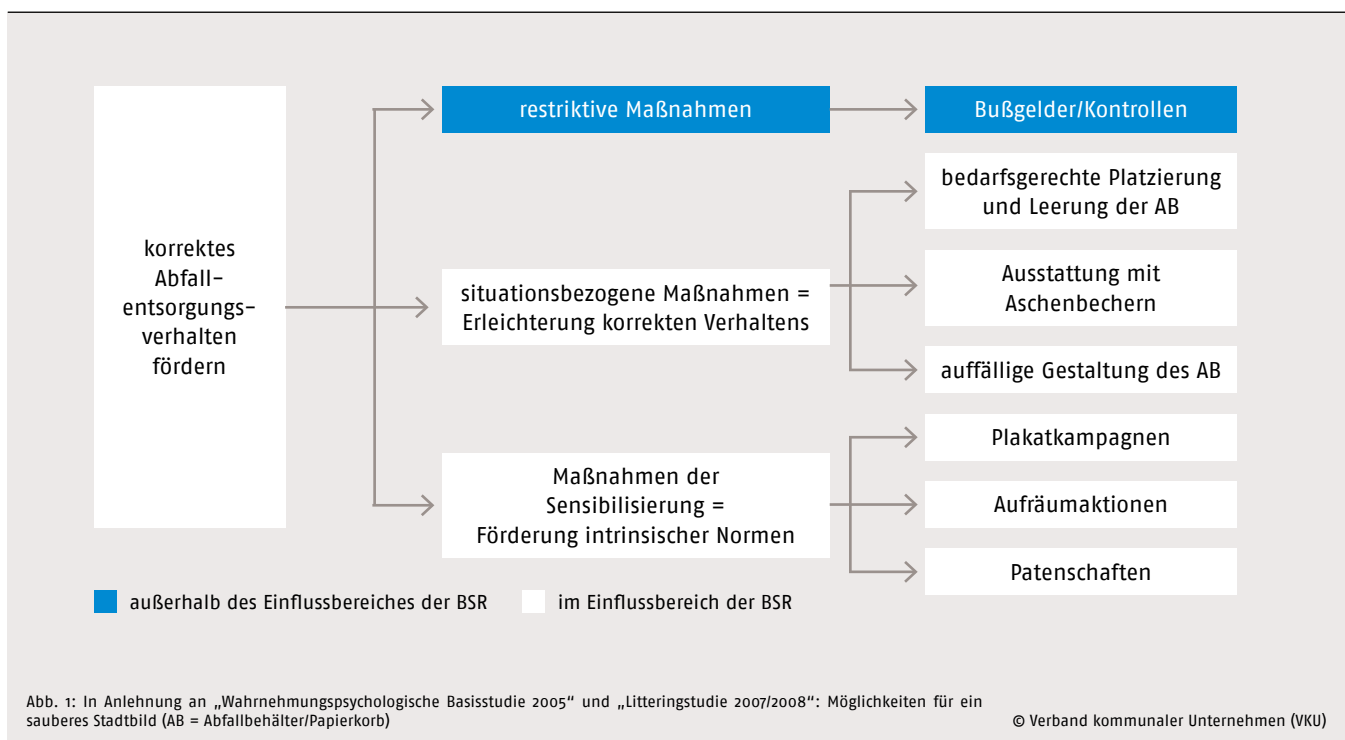 korrektes
Abfall-
entsorgungs-
verhalten
fördern
restriktive Maßnahmen
Bußgelder/Kontrollen
situationsbezogene Maßnahmen =
Erleichterung korrekten Verhaltens
bedarfsgerechte Platzierung
und Leerung der AB
Ausstattung mit
Aschenbechern
auffällige Gestaltung des AB
Maßnahmen der
Sensibilisierung =
Förderung intrinsischer Normen
Plakatkampagnen
Aufräumaktionen
Patenschaften
außerhalb des Einflussbereiches der BSR
im Einflussbereich der BSR
Abb. 1: In Anlehnung an „Wahrnehmungspsychologische Basisstudie 2005“ und „Litteringstudie 2007/2008“: Möglichkeiten für ein
sauberes Stadtbild (AB = Abfallbehälter/Papierkorb)
© Verband kommunaler Unternehmen (VKU)